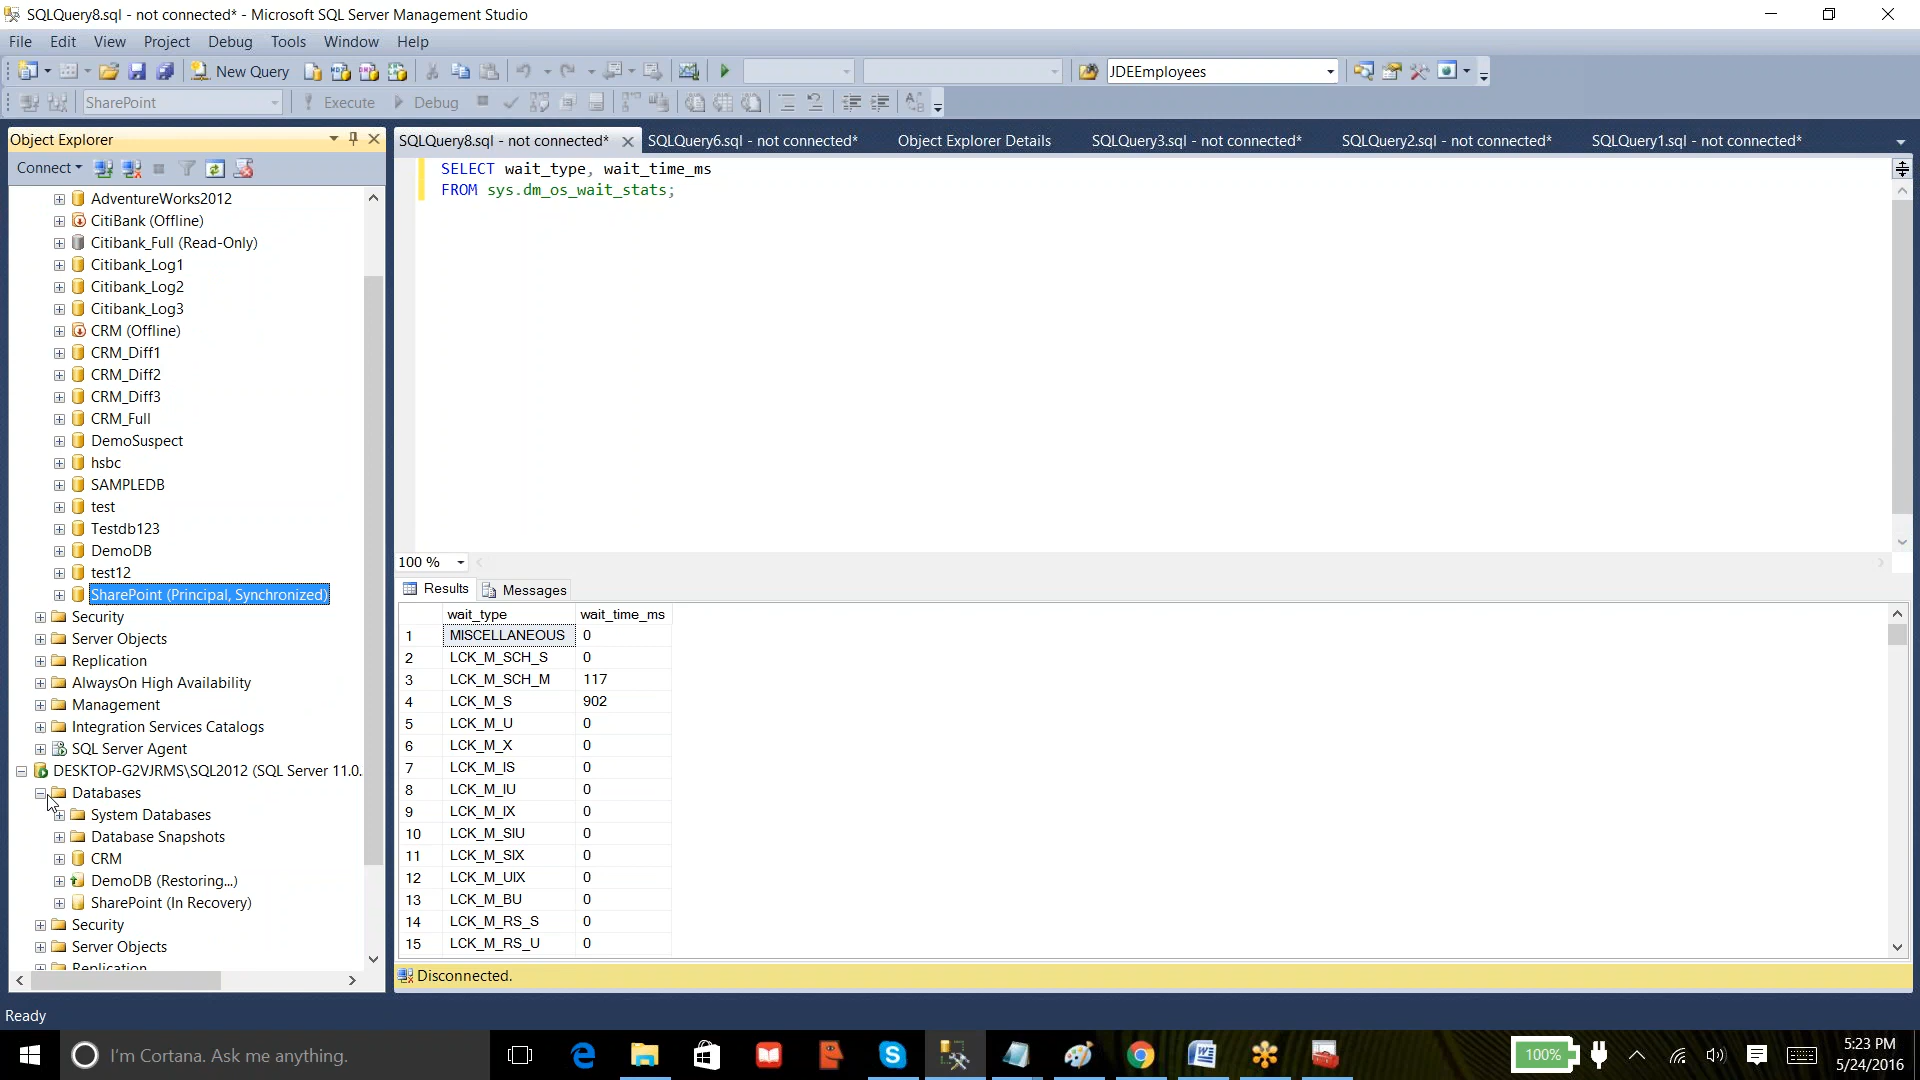 SQLQuery8.sql - not connected* - Microsoft SQL Server Management Studio
File Edit View Project Debug Tools Window Help
New Query JDEEmployees
SharePoint Execute Debug
Object Explorer
SQLQuery8.sql - not connected* SQLQuery6.sql - not connected* Object Explorer Details SQLQuery3.sql - not connected* SQLQuery2.sql - not connected* SQLQuery1.sql - not connected*
Connect
AdventureWorks2012
CitiBank (Offline)
Citibank_Full (Read-Only)
Citibank_Log1
Citibank_Log2
Citibank_Log3
CRM (Offline)
CRM_Diff1
CRM_Diff2
CRM_Diff3
CRM_Full
DemoSuspect
hsbc
SAMPLEDB
test
Testdb123
DemoDB
test12
SharePoint (Principal, Synchronized)
Security
Server Objects
Replication
AlwaysOn High Availability
Management
Integration Services Catalogs
SQL Server Agent
DESKTOP-G2VJRMS\SQL2012 (SQL Server 11.0.
Databases
System Databases
Database Snapshots
CRM
DemoDB (Restoring...)
SharePoint (In Recovery)
Security
Server Objects
Replication
SELECT wait_type, wait_time_ms
FROM sys.dm_os_wait_stats;
100 %
Results Messages
wait_type wait_time_ms
1 MISCELLANEOUS 0
2 LCK_M_SCH_S 0
3 LCK_M_SCH_M 117
4 LCK_M_S 902
5 LCK_M_U 0
6 LCK_M_X 0
7 LCK_M_IS 0
8 LCK_M_IU 0
9 LCK_M_IX 0
10 LCK_M_SIU 0
11 LCK_M_SIX 0
12 LCK_M_UIX 0
13 LCK_M_BU 0
14 LCK_M_RS_S 0
15 LCK_M_RS_U 0
Disconnected.
Ready
I'm Cortana. Ask me anything.
100%
5:23 PM
5/24/2016